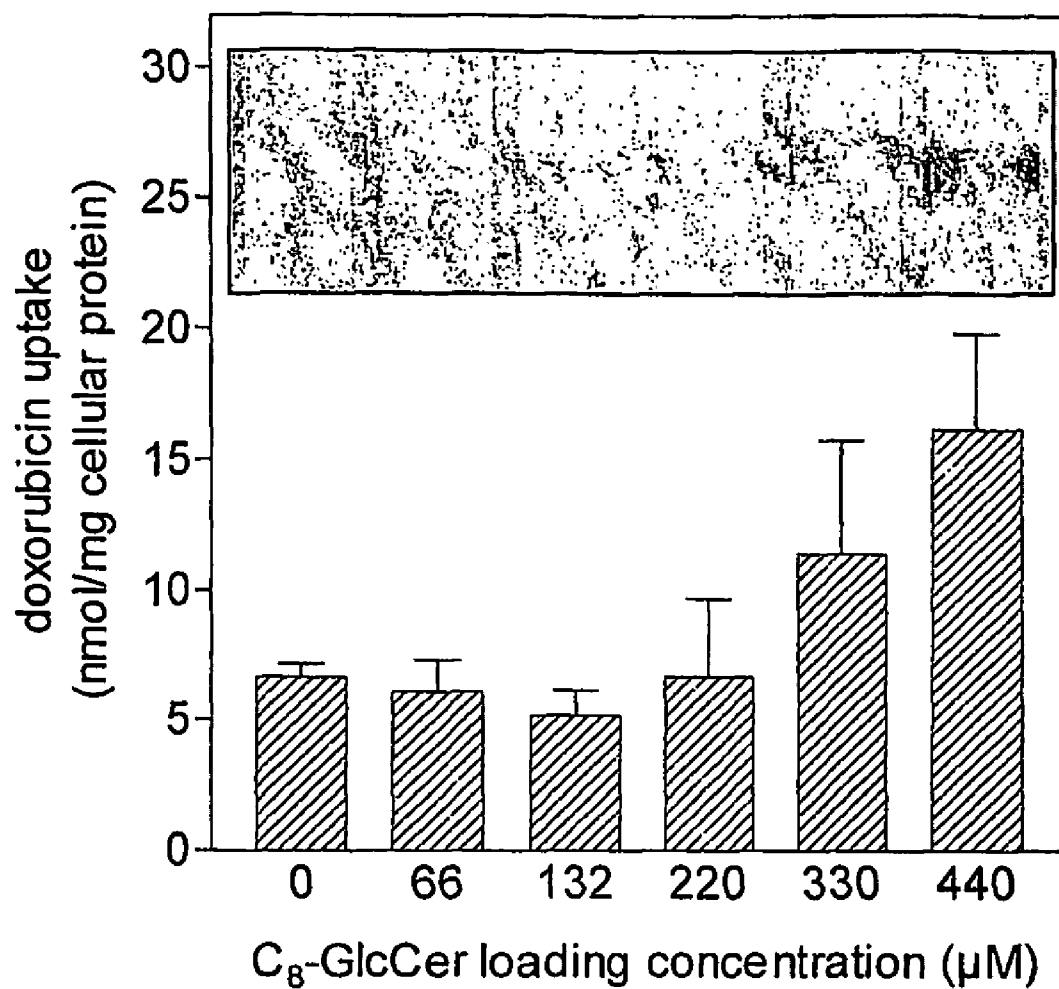 doxorubicin uptake
(nmol/mg cellular protein)
30
25
20
15
10
5
0
0 66 132 220 330 440
C₈-GlcCer loading concentration (µM)